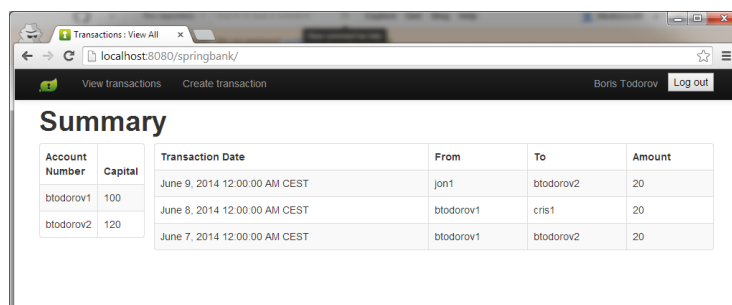 Transactions : View All
localhost:8080/springbank/
View transactions Create transaction Boris Todorov Log out
Summary
Account Number Capital
btodorov1 100
btodorov2 120
Transaction Date From To Amount
June 9, 2014 12:00:00 AM CEST jon1 btodorov2 20
June 8, 2014 12:00:00 AM CEST btodorov1 cris1 20
June 7, 2014 12:00:00 AM CEST btodorov1 btodorov2 20